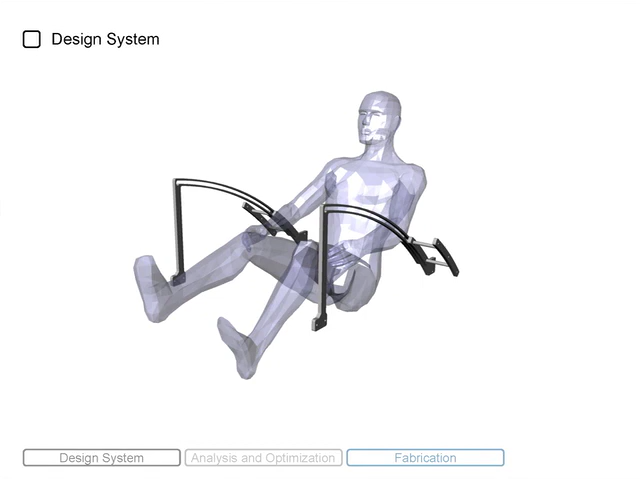 Design System
Design System
Analysis and Optimization
Fabrication